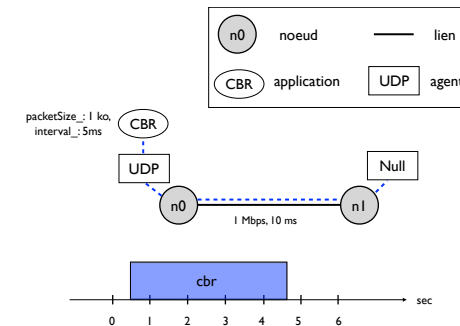 n0 noeud lien
CBR application UDP agent
packetSize_: 1 ko,
interval_: 5ms
CBR
UDP
Null
n0
n1
1 Mbps, 10 ms
cbr
sec
0 1 2 3 4 5 6